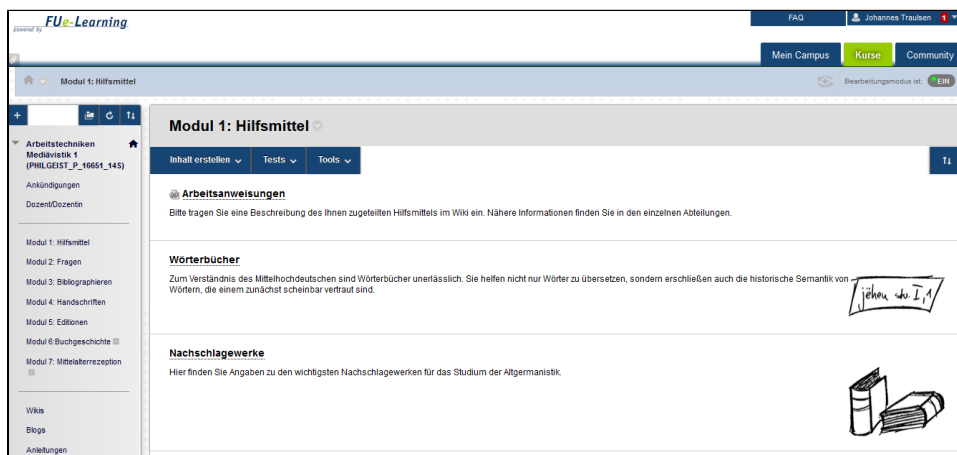 FUe-Learning
powered by
FAQ
Johannes Traulsen 1
Mein Campus
Kurse
Community
Modul 1: Hilfsmittel
Bearbeitungsmodus ist: EIN
Arbeitstechniken
Mediävistik 1
(PHILGEIST_P_16651_14S)
Ankündigungen
Dozent/Dozentin
Modul 1: Hilfsmittel
Modul 2: Fragen
Modul 3: Bibliographieren
Modul 4: Handschriften
Modul 5: Editionen
Modul 6:Buchgeschichte
Modul 7: Mittelalterrezeption
Wikis
Blogs
Anleitungen
Modul 1: Hilfsmittel
Inhalt erstellen
Tests
Tools
Arbeitsanweisungen
Bitte tragen Sie eine Beschreibung des Ihnen zugeteilten Hilfsmittels im Wiki ein. Nähere Informationen finden Sie in den einzelnen Abteilungen.
Wörterbücher
Zum Verständnis des Mittelhochdeutschen sind Wörterbücher unerlässlich. Sie helfen nicht nur Wörter zu übersetzen, sondern erschließen auch die historische Semantik von
Wörtern, die einem zunächst scheinbar vertraut sind.
jëhen stv. I,1
Nachschlagewerke
Hier finden Sie Angaben zu den wichtigsten Nachschlagewerken für das Studium der Altgermanistik.